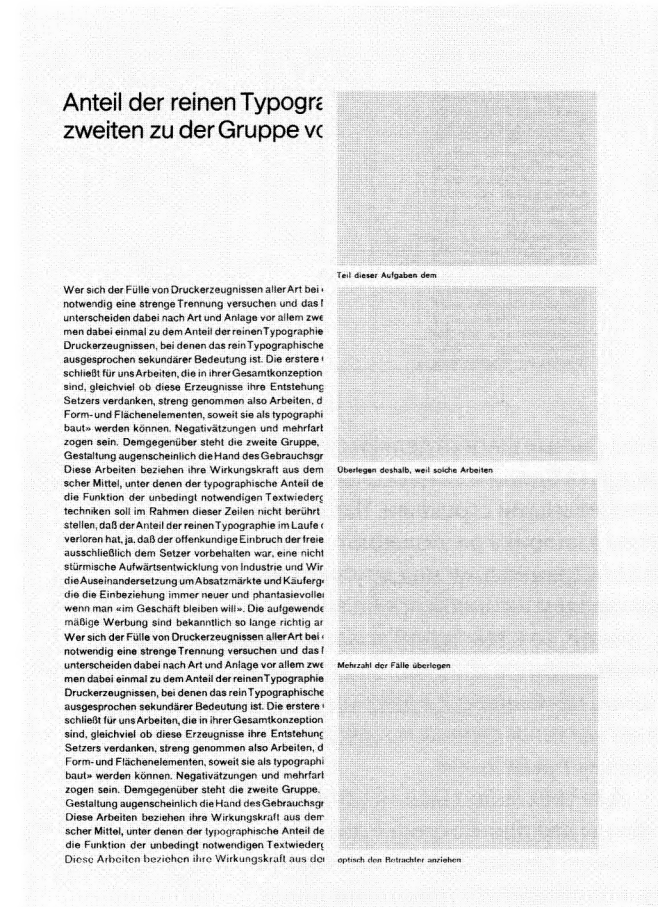 Anteil der reinen Typogra
zweiten zu der Gruppe vo
Wer sich der Fülle von Druckerzeugnissen aller Art bei
notwendig eine strenge Trennung versuchen und das
unterscheiden dabei nach Art und Anlage vor allem zwe
men dabei einmal zu dem Anteil der reinen Typographie
Druckerzeugnissen, bei denen das rein Typographische
ausgesprochen sekundärer Bedeutung ist. Die erstere
schließt für uns Arbeiten, die in ihrer Gesamtkonzeption
sind, gleichviel ob diese Erzeugnisse ihre Entstehung
Setzers verdanken, streng genommen also Arbeiten, d
Form- und Flächenelementen, soweit sie als typographi
baut» werden können. Negativätzungen und mehrfarb
zogen sein. Demgegenüber steht die zweite Gruppe,
Gestaltung augenscheinlich die Hand des Gebrauchsgr
Diese Arbeiten beziehen ihre Wirkungskraft aus dem
scher Mittel, unter denen der typographische Anteil de
die Funktion der unbedingt notwendigen Textwiederg
techniken soll im Rahmen dieser Zeilen nicht berührt
stellen, daß der Anteil der reinen Typographie im Laufe
verloren hat, ja, daß der offenkundige Einbruch der freie
ausschließlich dem Setzer vorbehalten war, eine nicht
stürmische Aufwärtsentwicklung von Industrie und Wir
die Auseinandersetzung um Absatzmärkte und Käufergr
die die Einbeziehung immer neuer und phantasievoller
wenn man «im Geschäft bleiben will». Die aufgewende
mäßige Werbung sind bekanntlich so lange richtig an
Wer sich der Fülle von Druckerzeugnissen aller Art bei
notwendig eine strenge Trennung versuchen und das
unterscheiden dabei nach Art und Anlage vor allem zwe
men dabei einmal zu dem Anteil der reinen Typographie
Druckerzeugnissen, bei denen das rein Typographische
ausgesprochen sekundärer Bedeutung ist. Die erstere
schließt für uns Arbeiten, die in ihrer Gesamtkonzeption
sind, gleichviel ob diese Erzeugnisse ihre Entstehung
Setzers verdanken, streng genommen also Arbeiten, d
Form- und Flächenelementen, soweit sie als typographi
baut» werden können. Negativätzungen und mehrfarb
zogen sein. Demgegenüber steht die zweite Gruppe.
Gestaltung augenscheinlich die Hand des Gebrauchsgr
Diese Arbeiten beziehen ihre Wirkungskraft aus dem
scher Mittel, unter denen der typographische Anteil de
die Funktion der unbedingt notwendigen Textwiederg
Diese Arbeiten beziehen ihre Wirkungskraft aus der
Teil dieser Aufgaben dem
Überlegen deshalb, weil solche Arbeiten
Mehrzahl der Fälle überlegen
optisch den Betrachter anziehen